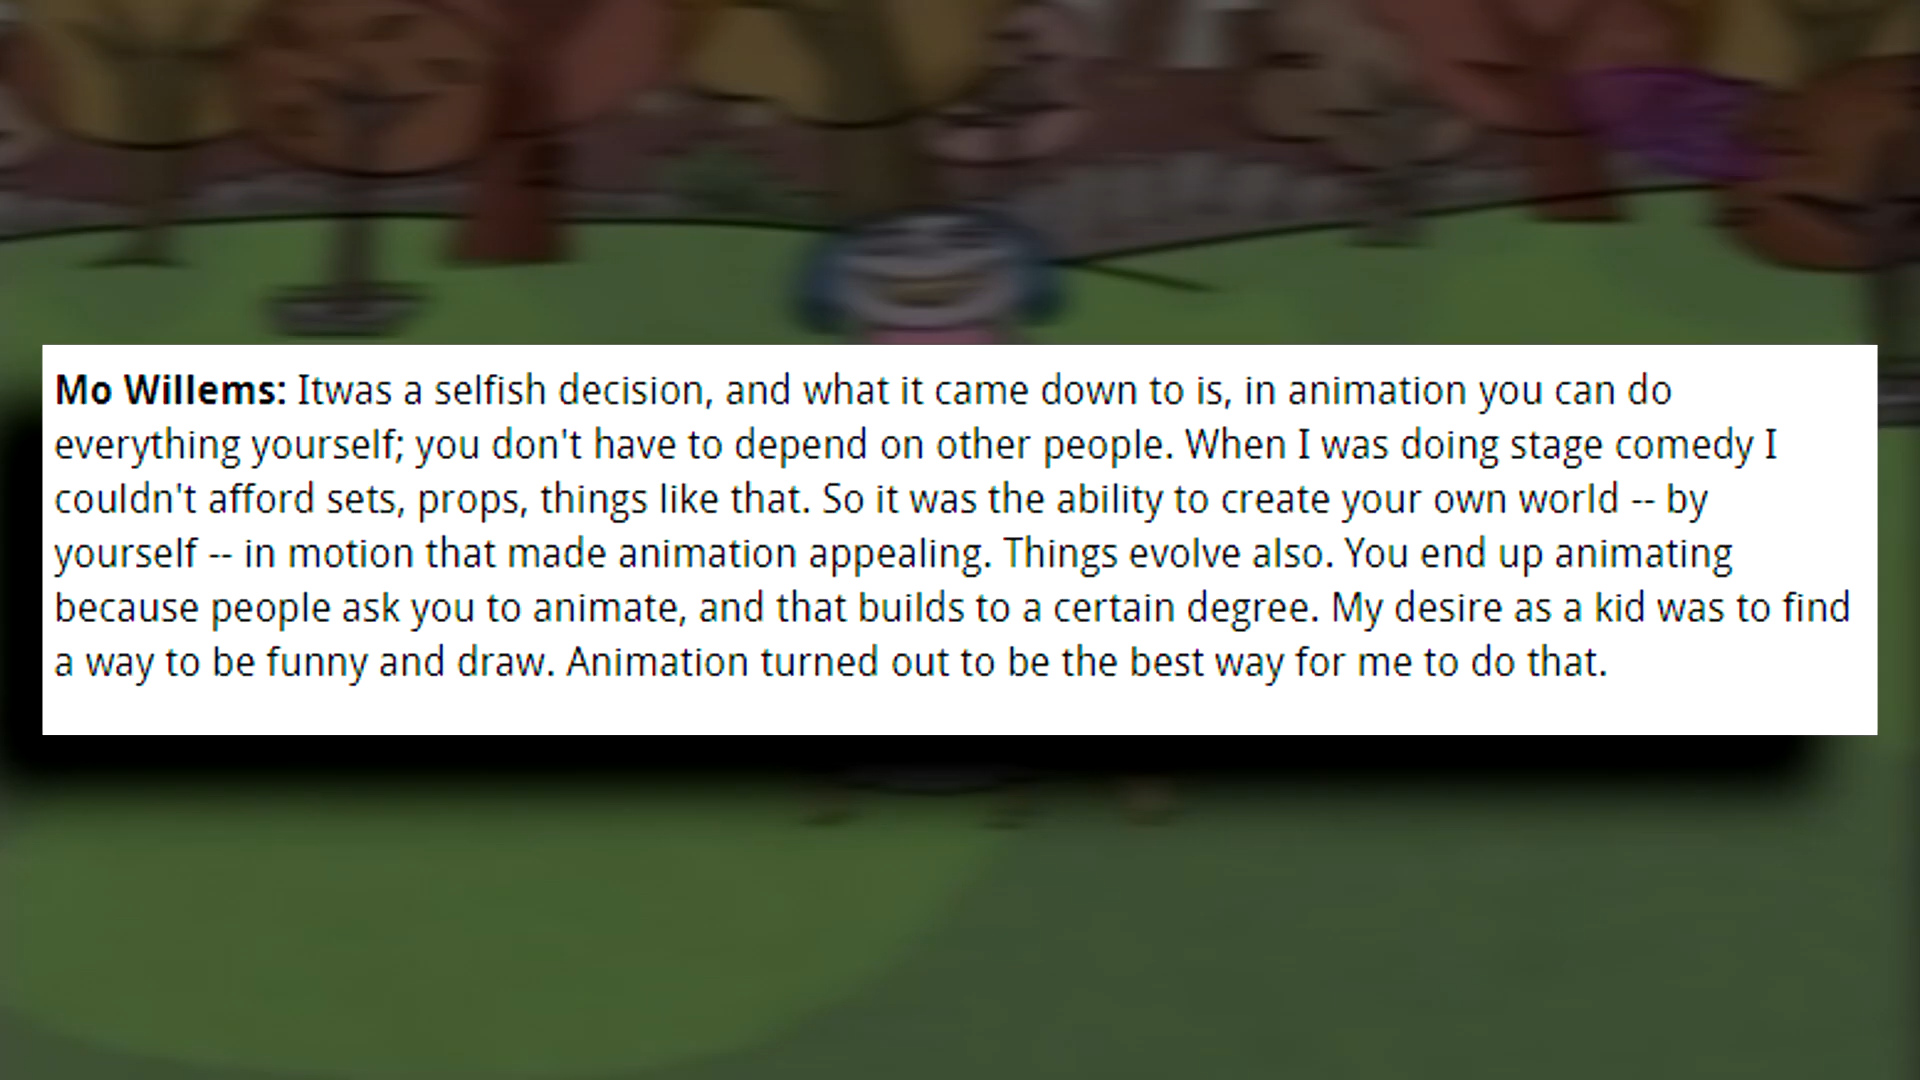 Mo Willems: Itwas a selfish decision, and what it came down to is, in animation you can do
everything yourself; you don't have to depend on other people. When I was doing stage comedy I
couldn't afford sets, props, things like that. So it was the ability to create your own world -- by
yourself -- in motion that made animation appealing. Things evolve also. You end up animating
because people ask you to animate, and that builds to a certain degree. My desire as a kid was to find
a way to be funny and draw. Animation turned out to be the best way for me to do that.